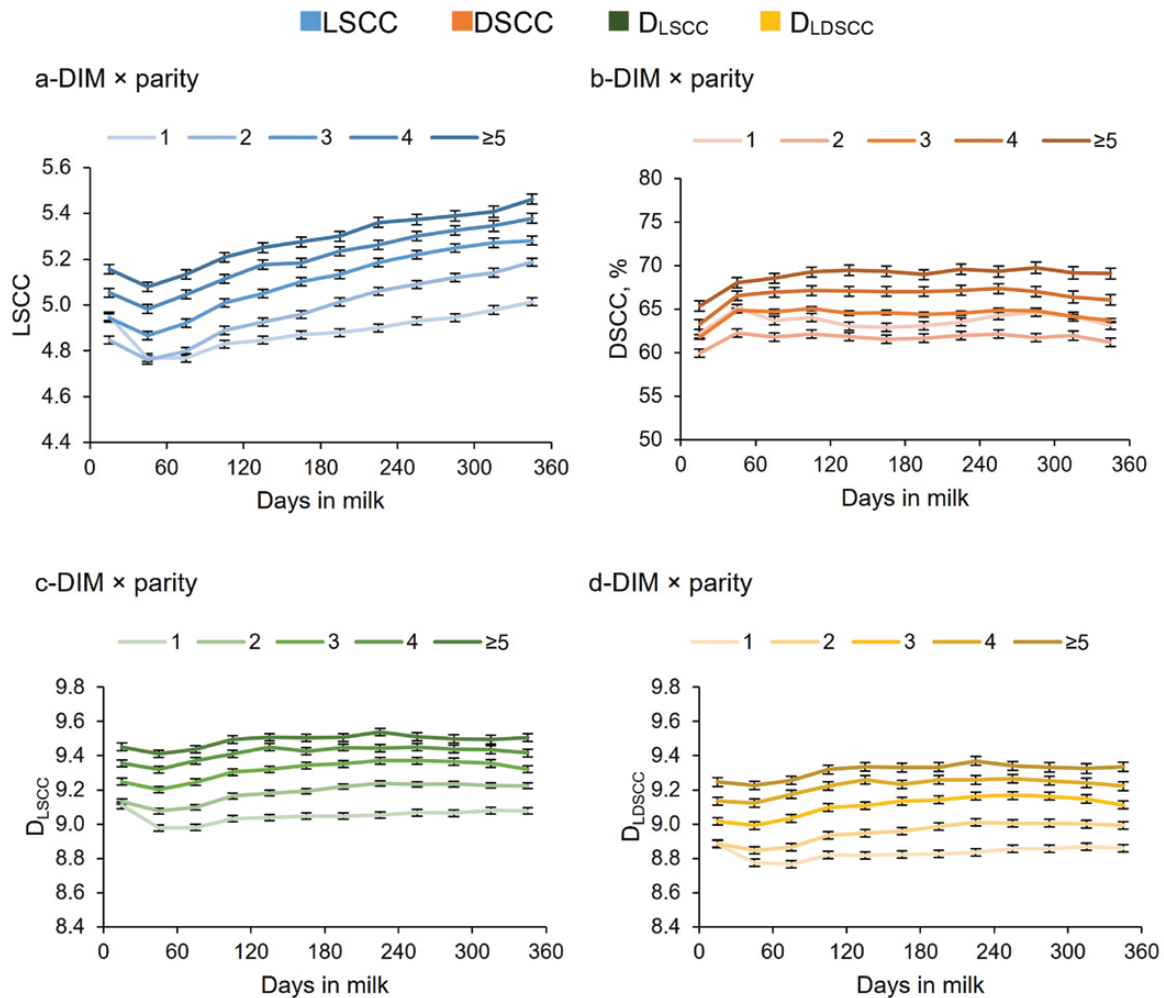 LSCC DSCC D_LSCC D_LDSCC
a-DIM × parity
1 2 3 4 ≥5
LSCC
5.6
5.4
5.2
5.0
4.8
4.6
4.4
0 60 120 180 240 300 360
Days in milk
b-DIM × parity
1 2 3 4 ≥5
DSCC, %
80
75
70
65
60
55
50
0 60 120 180 240 300 360
Days in milk
c-DIM × parity
1 2 3 4 ≥5
D_LSCC
9.8
9.6
9.4
9.2
9.0
8.8
8.6
8.4
0 60 120 180 240 300 360
Days in milk
d-DIM × parity
1 2 3 4 ≥5
D_LDSCC
9.8
9.6
9.4
9.2
9.0
8.8
8.6
8.4
0 60 120 180 240 300 360
Days in milk